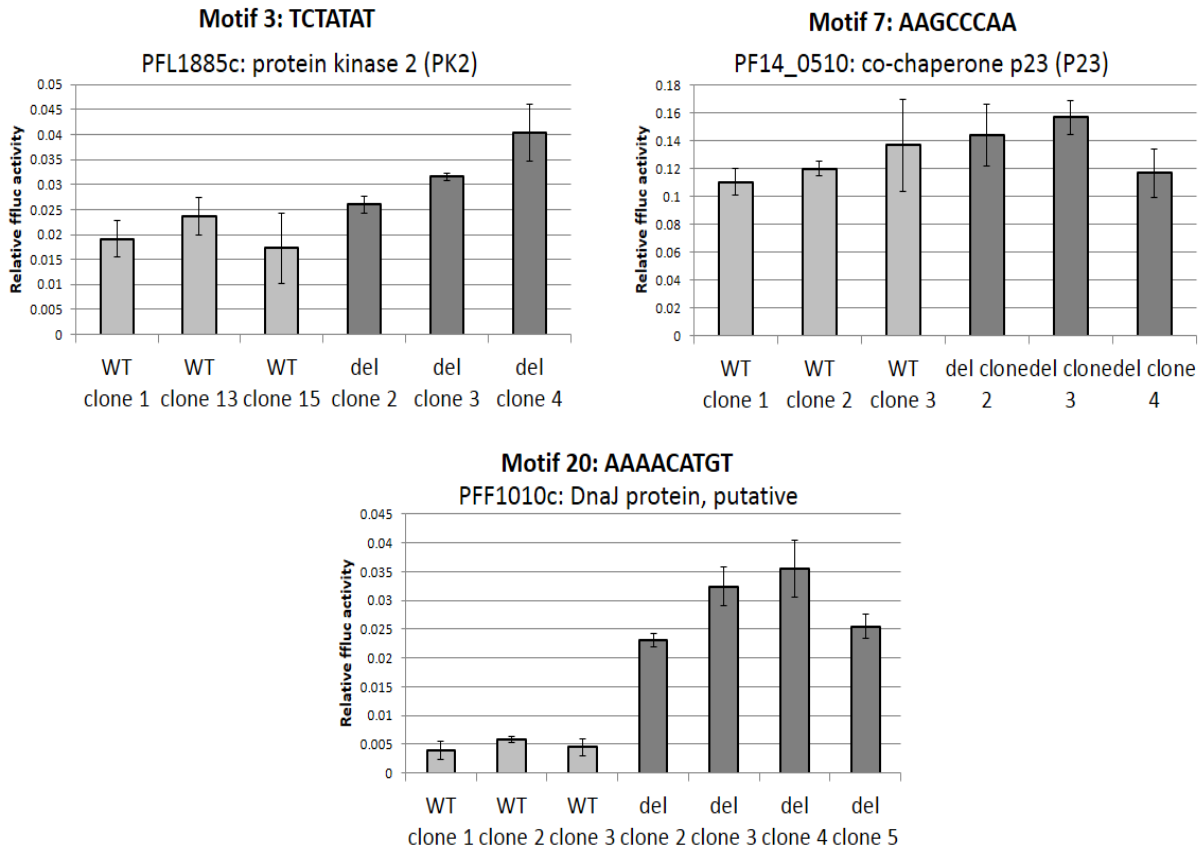 Motif 3: TCTATAT
PFL1885c: protein kinase 2 (PK2)
Relative ffluc activity
0.05
0.045
0.04
0.035
0.03
0.025
0.02
0.015
0.01
0.005
0
WT WT WT del del del
clone 1 clone 13 clone 15 clone 2 clone 3 clone 4
Motif 7: AAGCCCAA
PF14_0510: co-chaperone p23 (P23)
Relative ffluc activity
0.18
0.16
0.14
0.12
0.1
0.08
0.06
0.04
0.02
0
WT WT WT del clone del clone del clone
clone 1 clone 2 clone 3 2 3 4
Motif 20: AAAACATGT
PFF1010c: DnaJ protein, putative
Relative ffluc activity
0.045
0.04
0.035
0.03
0.025
0.02
0.015
0.01
0.005
0
WT WT WT del del del del
clone 1 clone 2 clone 3 clone 2 clone 3 clone 4 clone 5